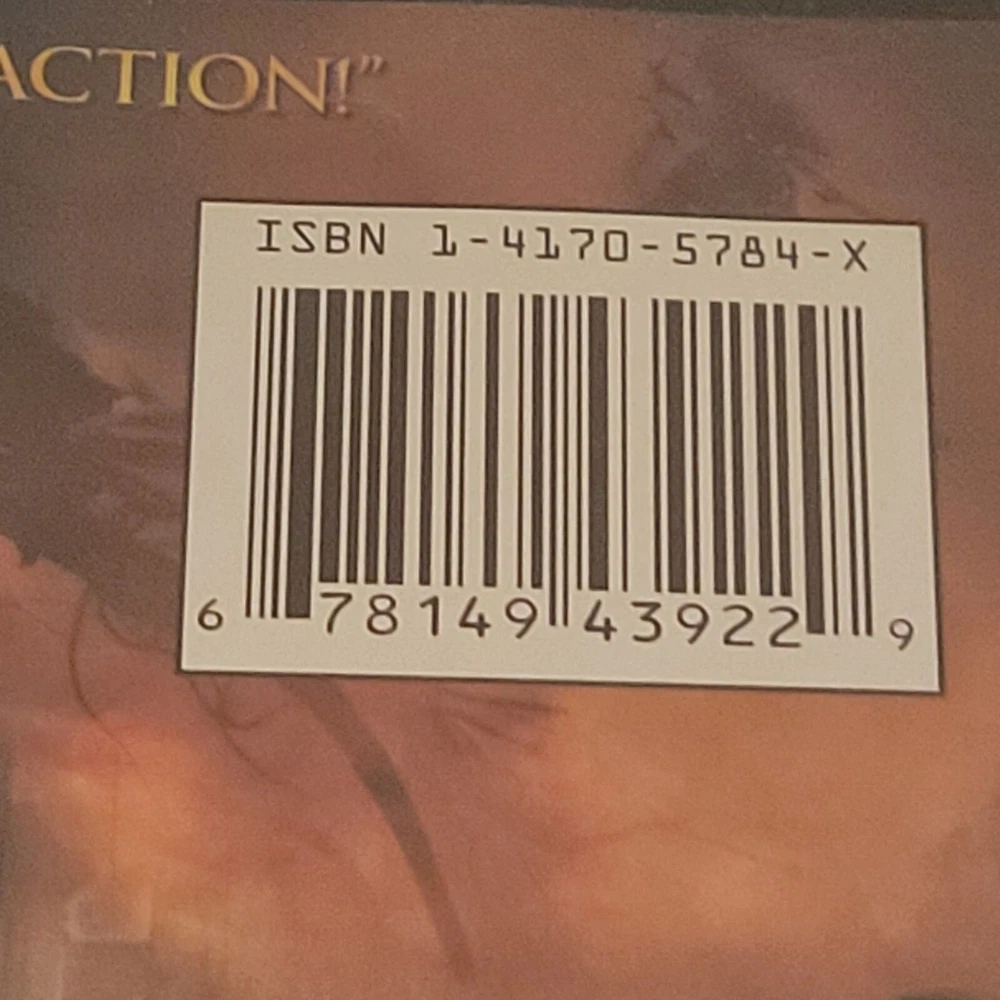 ACTION!”
ISBN 1-4170-5784-X
6 78149 43922 9